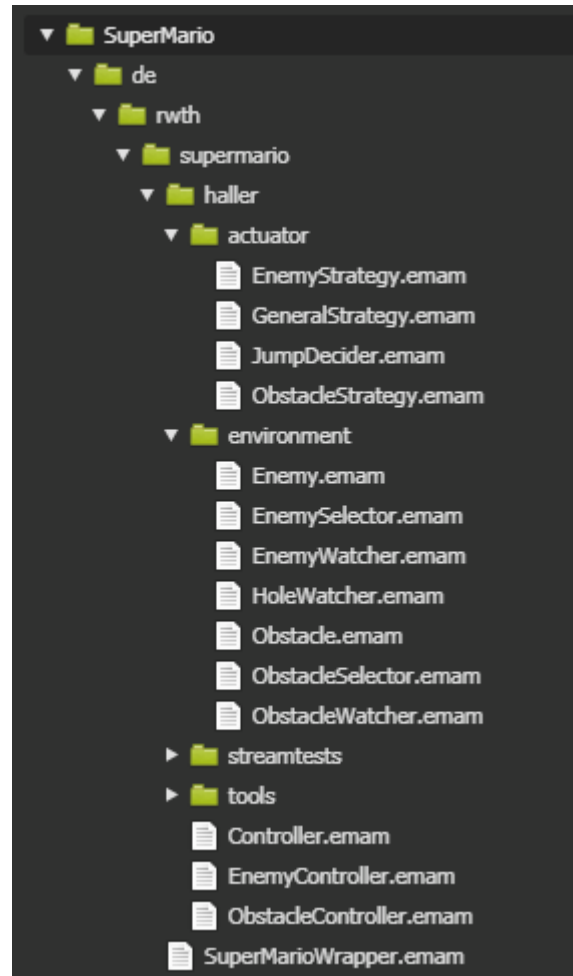 SuperMario
de
rwth
supermario
haller
actuator
EnemyStrategy.emam
GeneralStrategy.emam
JumpDecider.emam
ObstacleStrategy.emam
environment
Enemy.emam
EnemySelector.emam
EnemyWatcher.emam
HoleWatcher.emam
Obstacle.emam
ObstacleSelector.emam
ObstacleWatcher.emam
streamtests
tools
Controller.emam
EnemyController.emam
ObstacleController.emam
SuperMarioWrapper.emam